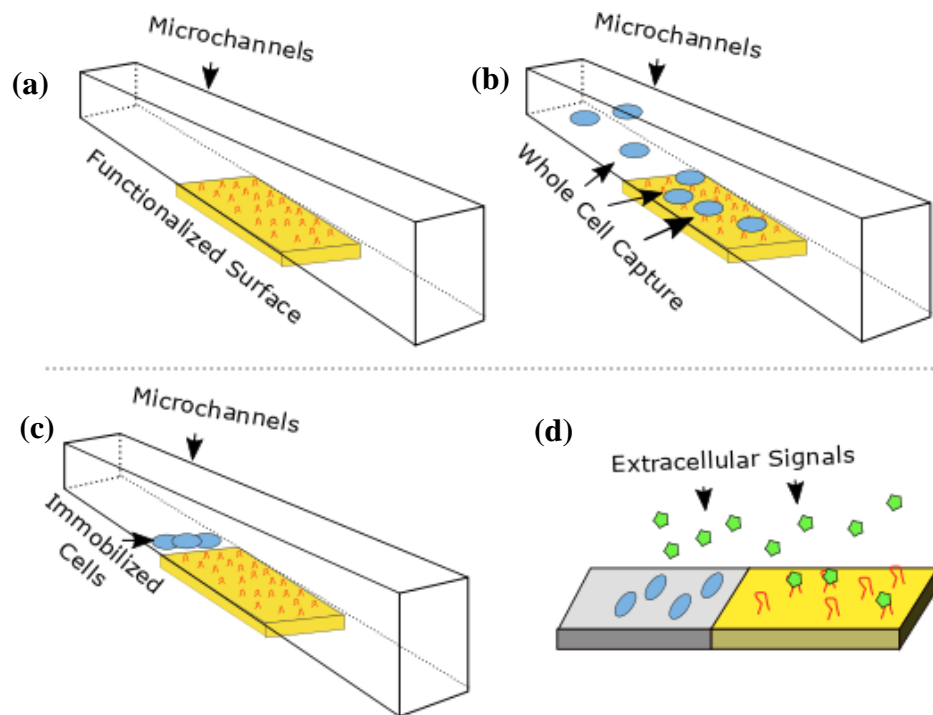 (a)
Microchannels
Functionalized Surface
(b)
Microchannels
Whole Cell Capture
(c)
Microchannels
Immobilized
Cells
(d)
Extracellular Signals